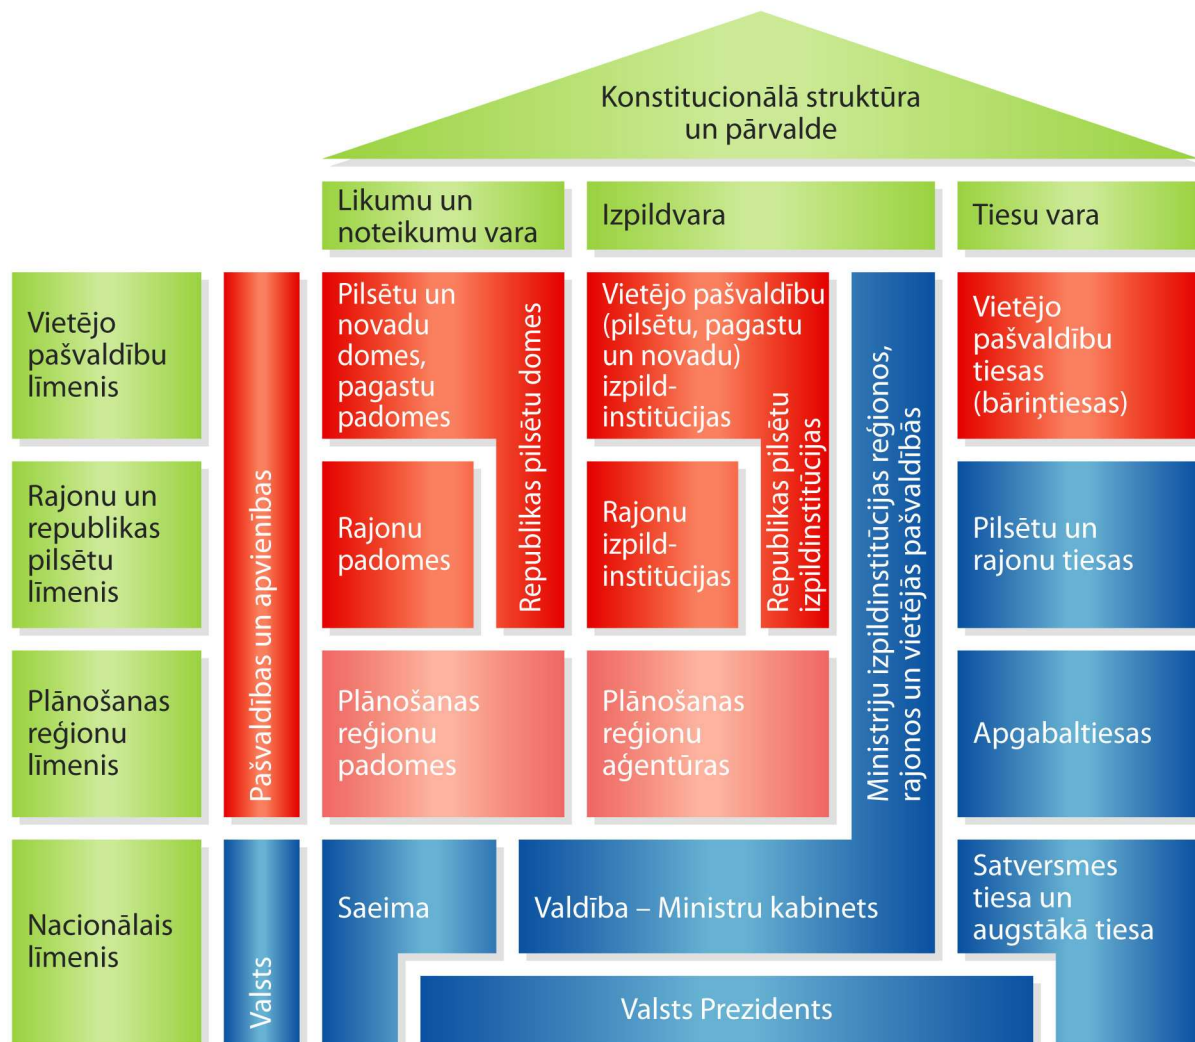 Konstitucionālā struktūra
un pārvalde
Likumu un
noteikumu vara
Izpildvara
Tiesu vara
Vietējo
pašvaldību
līmenis
Rajonu un
republikas
pilsētu
līmenis
Plānošanas
reģionu
līmenis
Nacionālais
līmenis
Pašvaldības un apvienības
Valsts
Pilsētu un
novadu
domes,
pagastu
padomes
Republikas pilsētu domes
Rajonu
padomes
Plānošanas
reģionu
padomes
Saeima
Vietējo pašvaldību
(pilsētu, pagastu
un novadu)
izpild-
institūcijas
Republikas pilsētu
izpildinstitūcijas
Rajonu
izpild-
institūcijas
Plānošanas
reģionu
aģentūras
Ministriju izpildinstitūcijas reģionos,
rajonos un vietējās pašvaldībās
Valdība – Ministru kabinets
Vietējo
pašvaldību
tiesas
(bāriņtiesas)
Pilsētu un
rajonu tiesas
Apgabaltiesas
Satversmes
tiesa un
augstākā tiesa
Valsts Prezidents